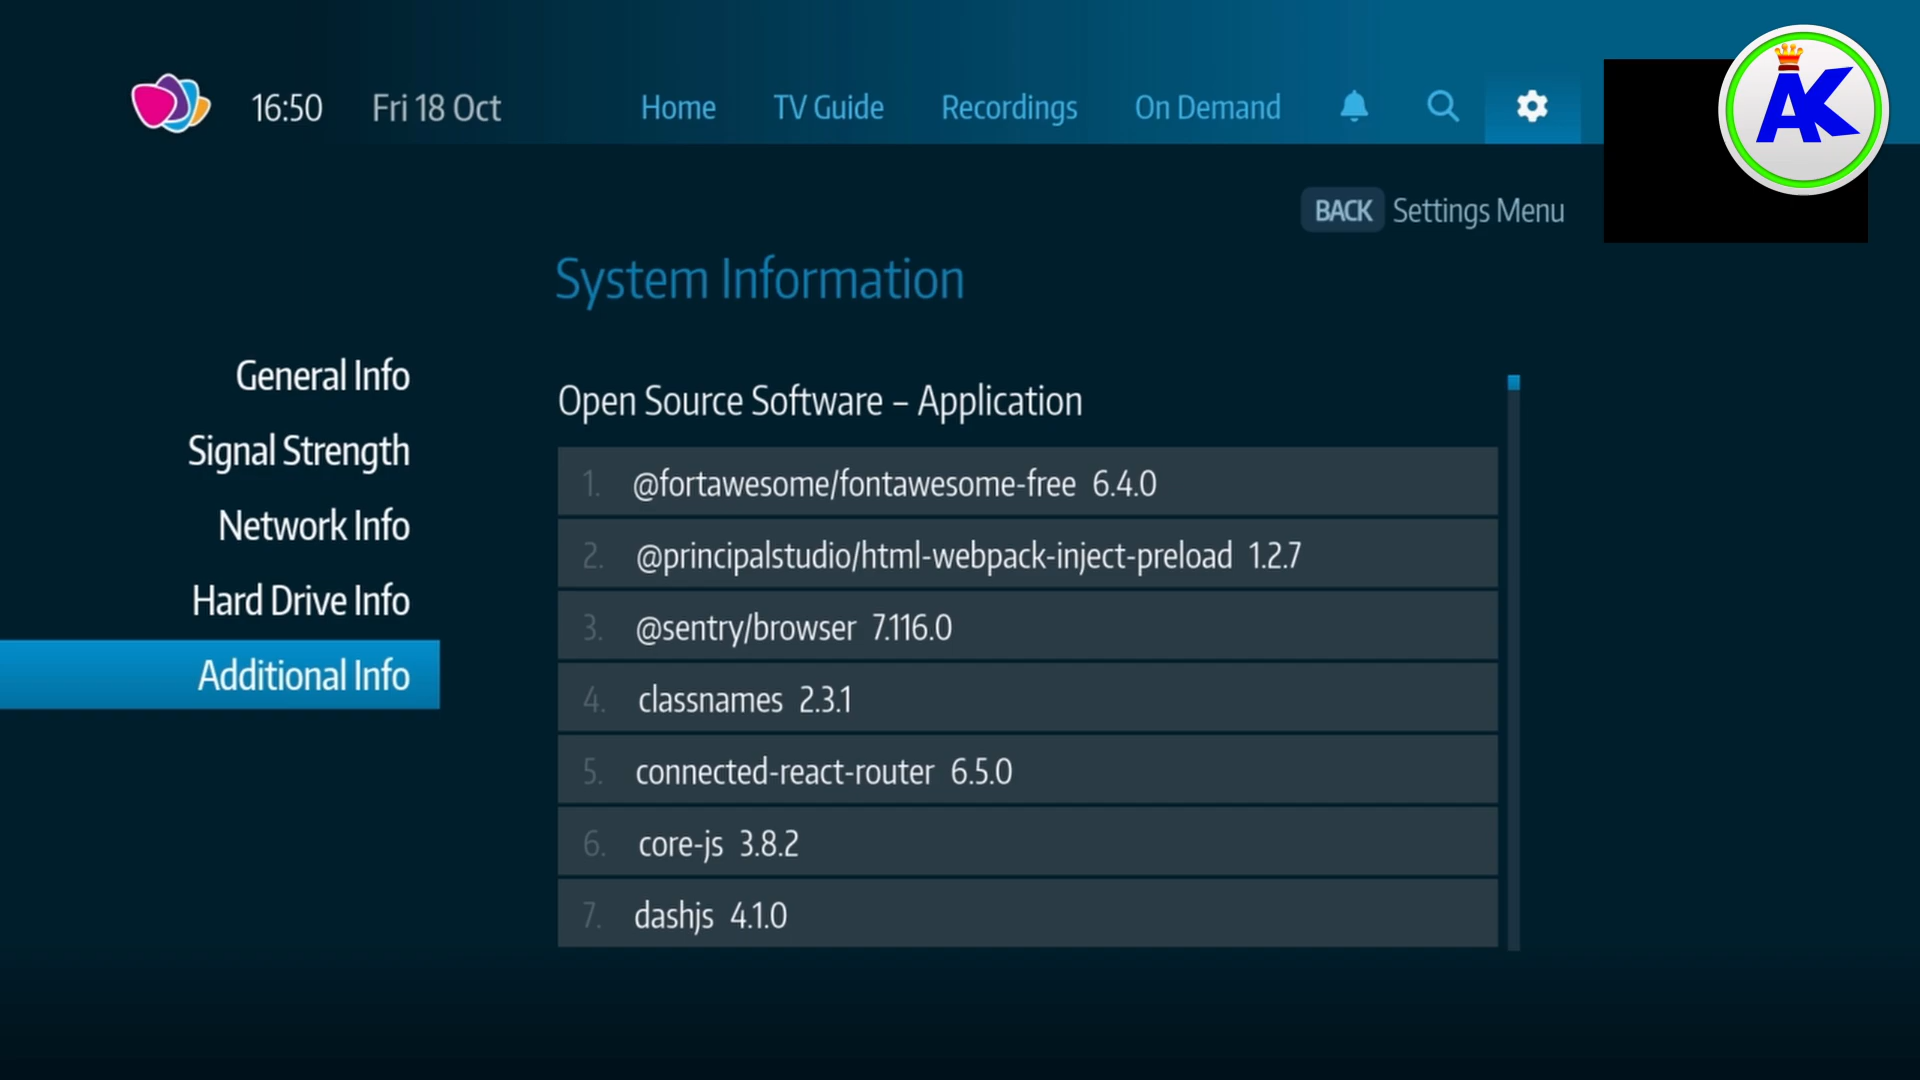 16:50 Fri 18 Oct Home TV Guide Recordings On Demand
AK
BACK Settings Menu
System Information
General Info
Signal Strength
Network Info
Hard Drive Info
Additional Info
Open Source Software – Application
1. @fortawesome/fontawesome-free 6.4.0
2. @principalstudio/html-webpack-inject-preload 1.2.7
3. @sentry/browser 7.116.0
4. classnames 2.3.1
5. connected-react-router 6.5.0
6. core-js 3.8.2
7. dashjs 4.1.0